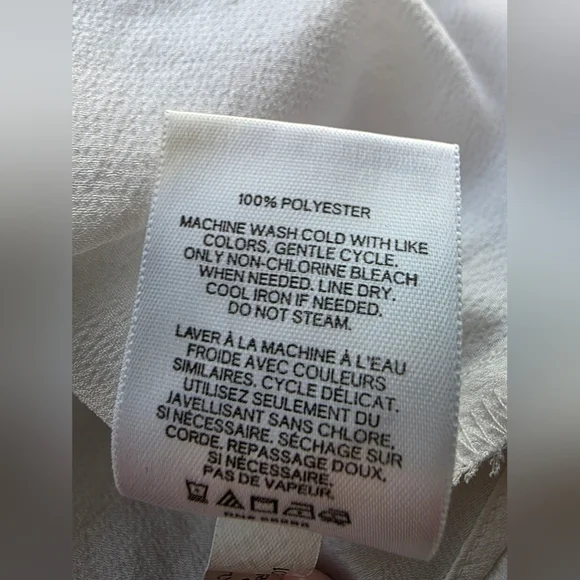 100% POLYESTER
MACHINE WASH COLD WITH LIKE
COLORS, GENTLE CYCLE.
ONLY NON-CHLORINE BLEACH
WHEN NEEDED. LINE DRY.
COOL IRON IF NEEDED.
DO NOT STEAM.
LAVER À LA MACHINE À L'EAU
FROIDE AVEC COULEURS
SIMILAIRES, CYCLE DÉLICAT.
UTILISEZ SEULEMENT DU
JAVELLISANT SANS CHLORE,
SI NÉCESSAIRE. SÉCHAGE SUR
CORDE. REPASSAGE DOUX,
SI NÉCESSAIRE.
PAS DE VAPEUR.